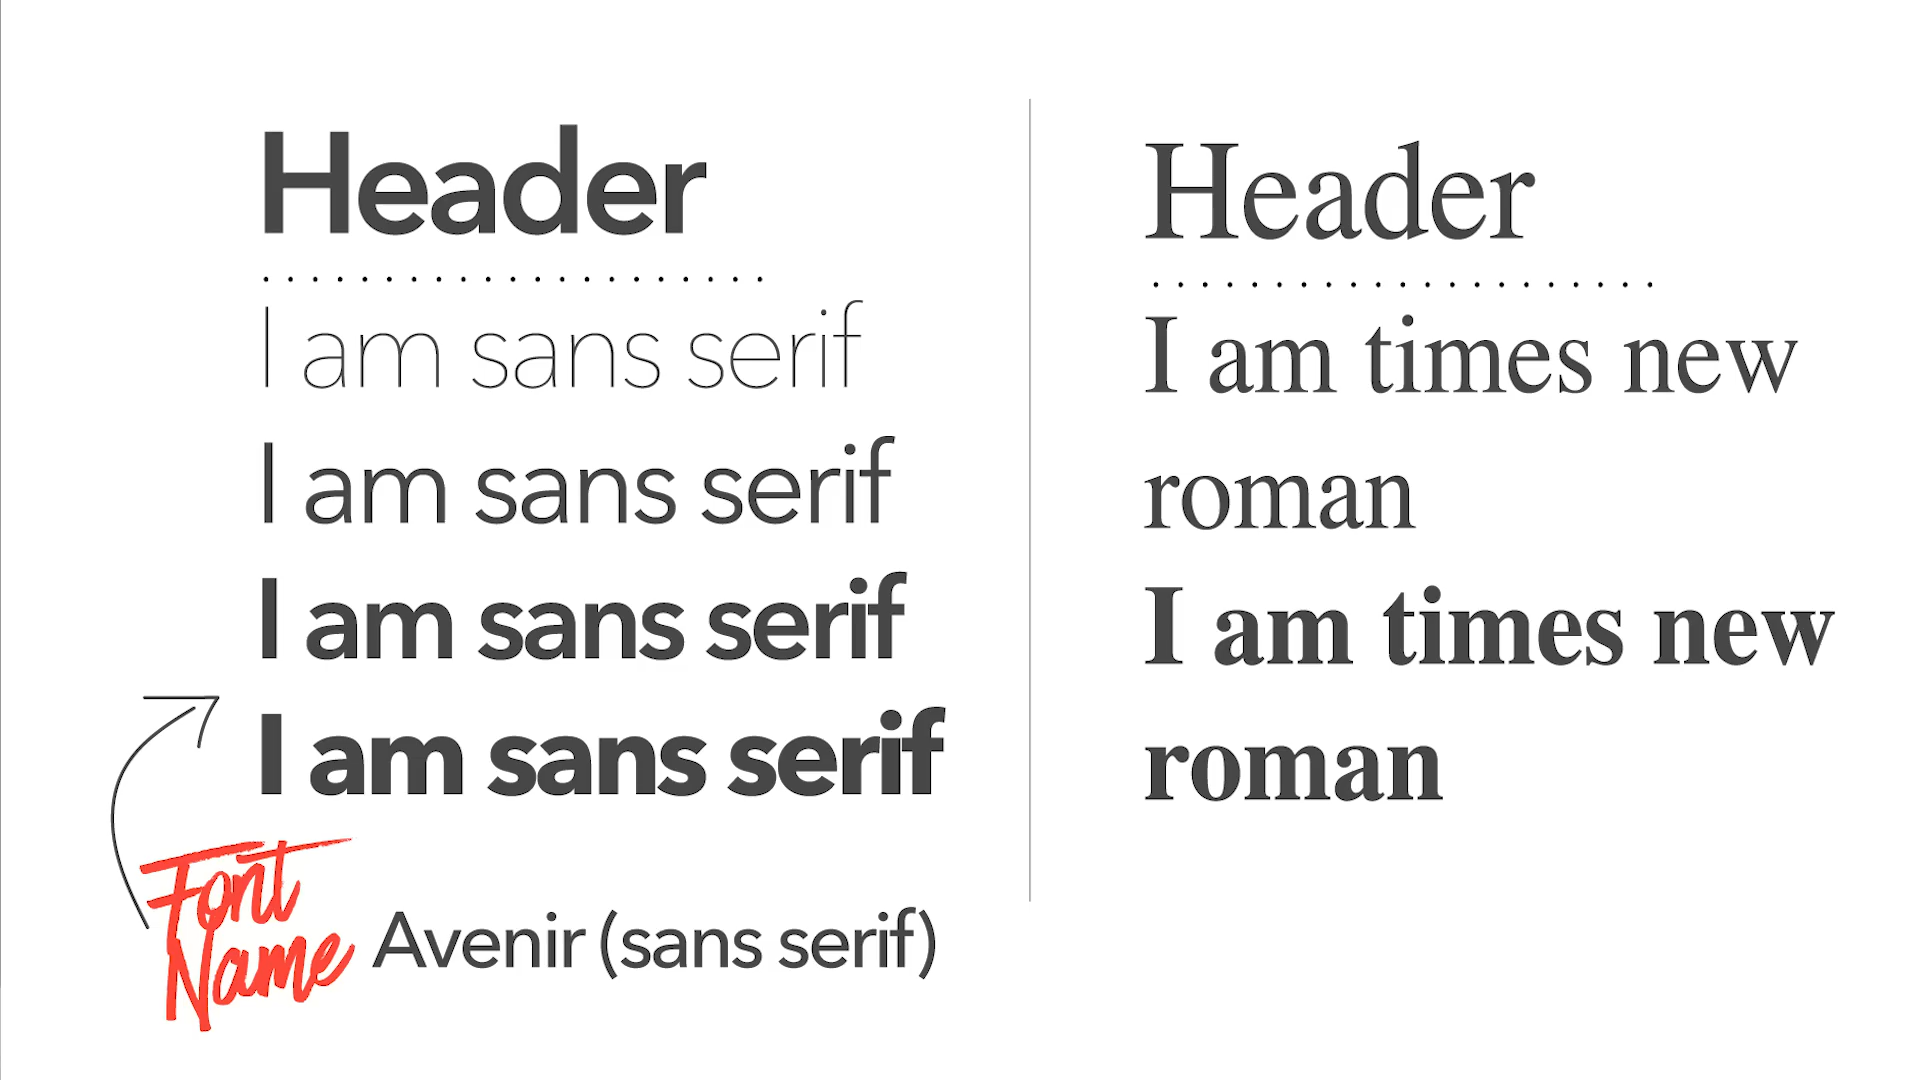 Header
I am sans serif
I am sans serif
I am sans serif
I am sans serif
Font
Name
Avenir (sans serif)
Header
I am times new
roman
I am times new
roman